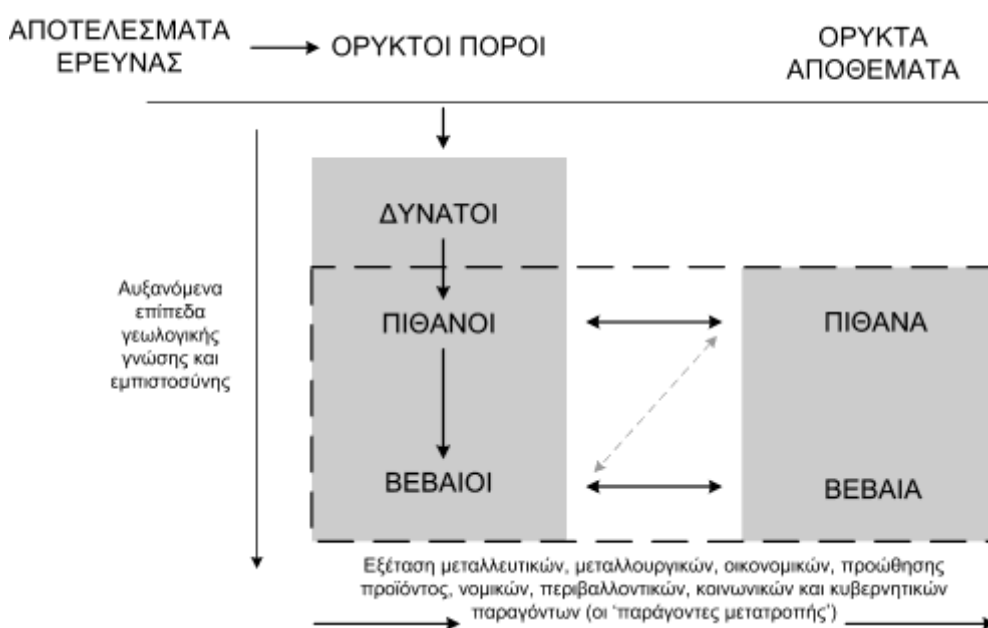 ΑΠΟΤΕΛΕΣΜΑΤΑ
ΕΡΕΥΝΑΣ
ΟΡΥΚΤΟΙ ΠΟΡΟΙ
ΟΡΥΚΤΑ
ΑΠΟΘΕΜΑΤΑ
ΔΥΝΑΤΟΙ
Αυξανόμενα
επίπεδα
γεωλογικής
γνώσης και
εμπιστοσύνης
ΠΙΘΑΝΟΙ
ΠΙΘΑΝΑ
ΒΕΒΑΙΟΙ
ΒΕΒΑΙΑ
Εξέταση μεταλλευτικών, μεταλλουργικών, οικονομικών, προώθησης
προϊόντος, νομικών, περιβαλλοντικών, κοινωνικών και κυβερνητικών
παραγόντων (οι ‘παράγοντες μετατροπής’)